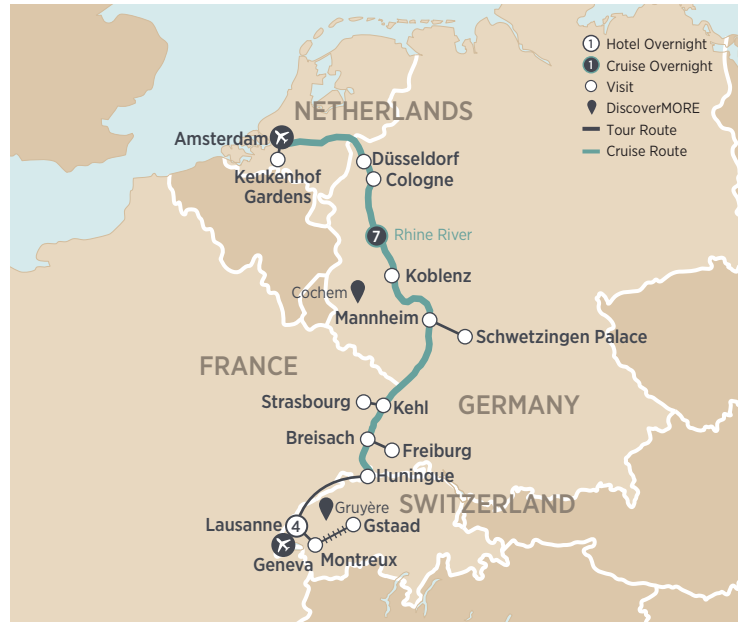 1 Hotel Overnight
1 Cruise Overnight
Visit
DiscoverMORE
Tour Route
Cruise Route
NETHERLANDS
Amsterdam
Keukenhof
Gardens
Düsseldorf
Cologne
7 Rhine River
Koblenz
Cochem
Mannheim
Schwetzingen Palace
FRANCE
Strasbourg
Kehl
GERMANY
Breisach
Freiburg
Huningue
SWITZERLAND
Gruyère
Lausanne 4
Gstaad
Geneva
Montreux